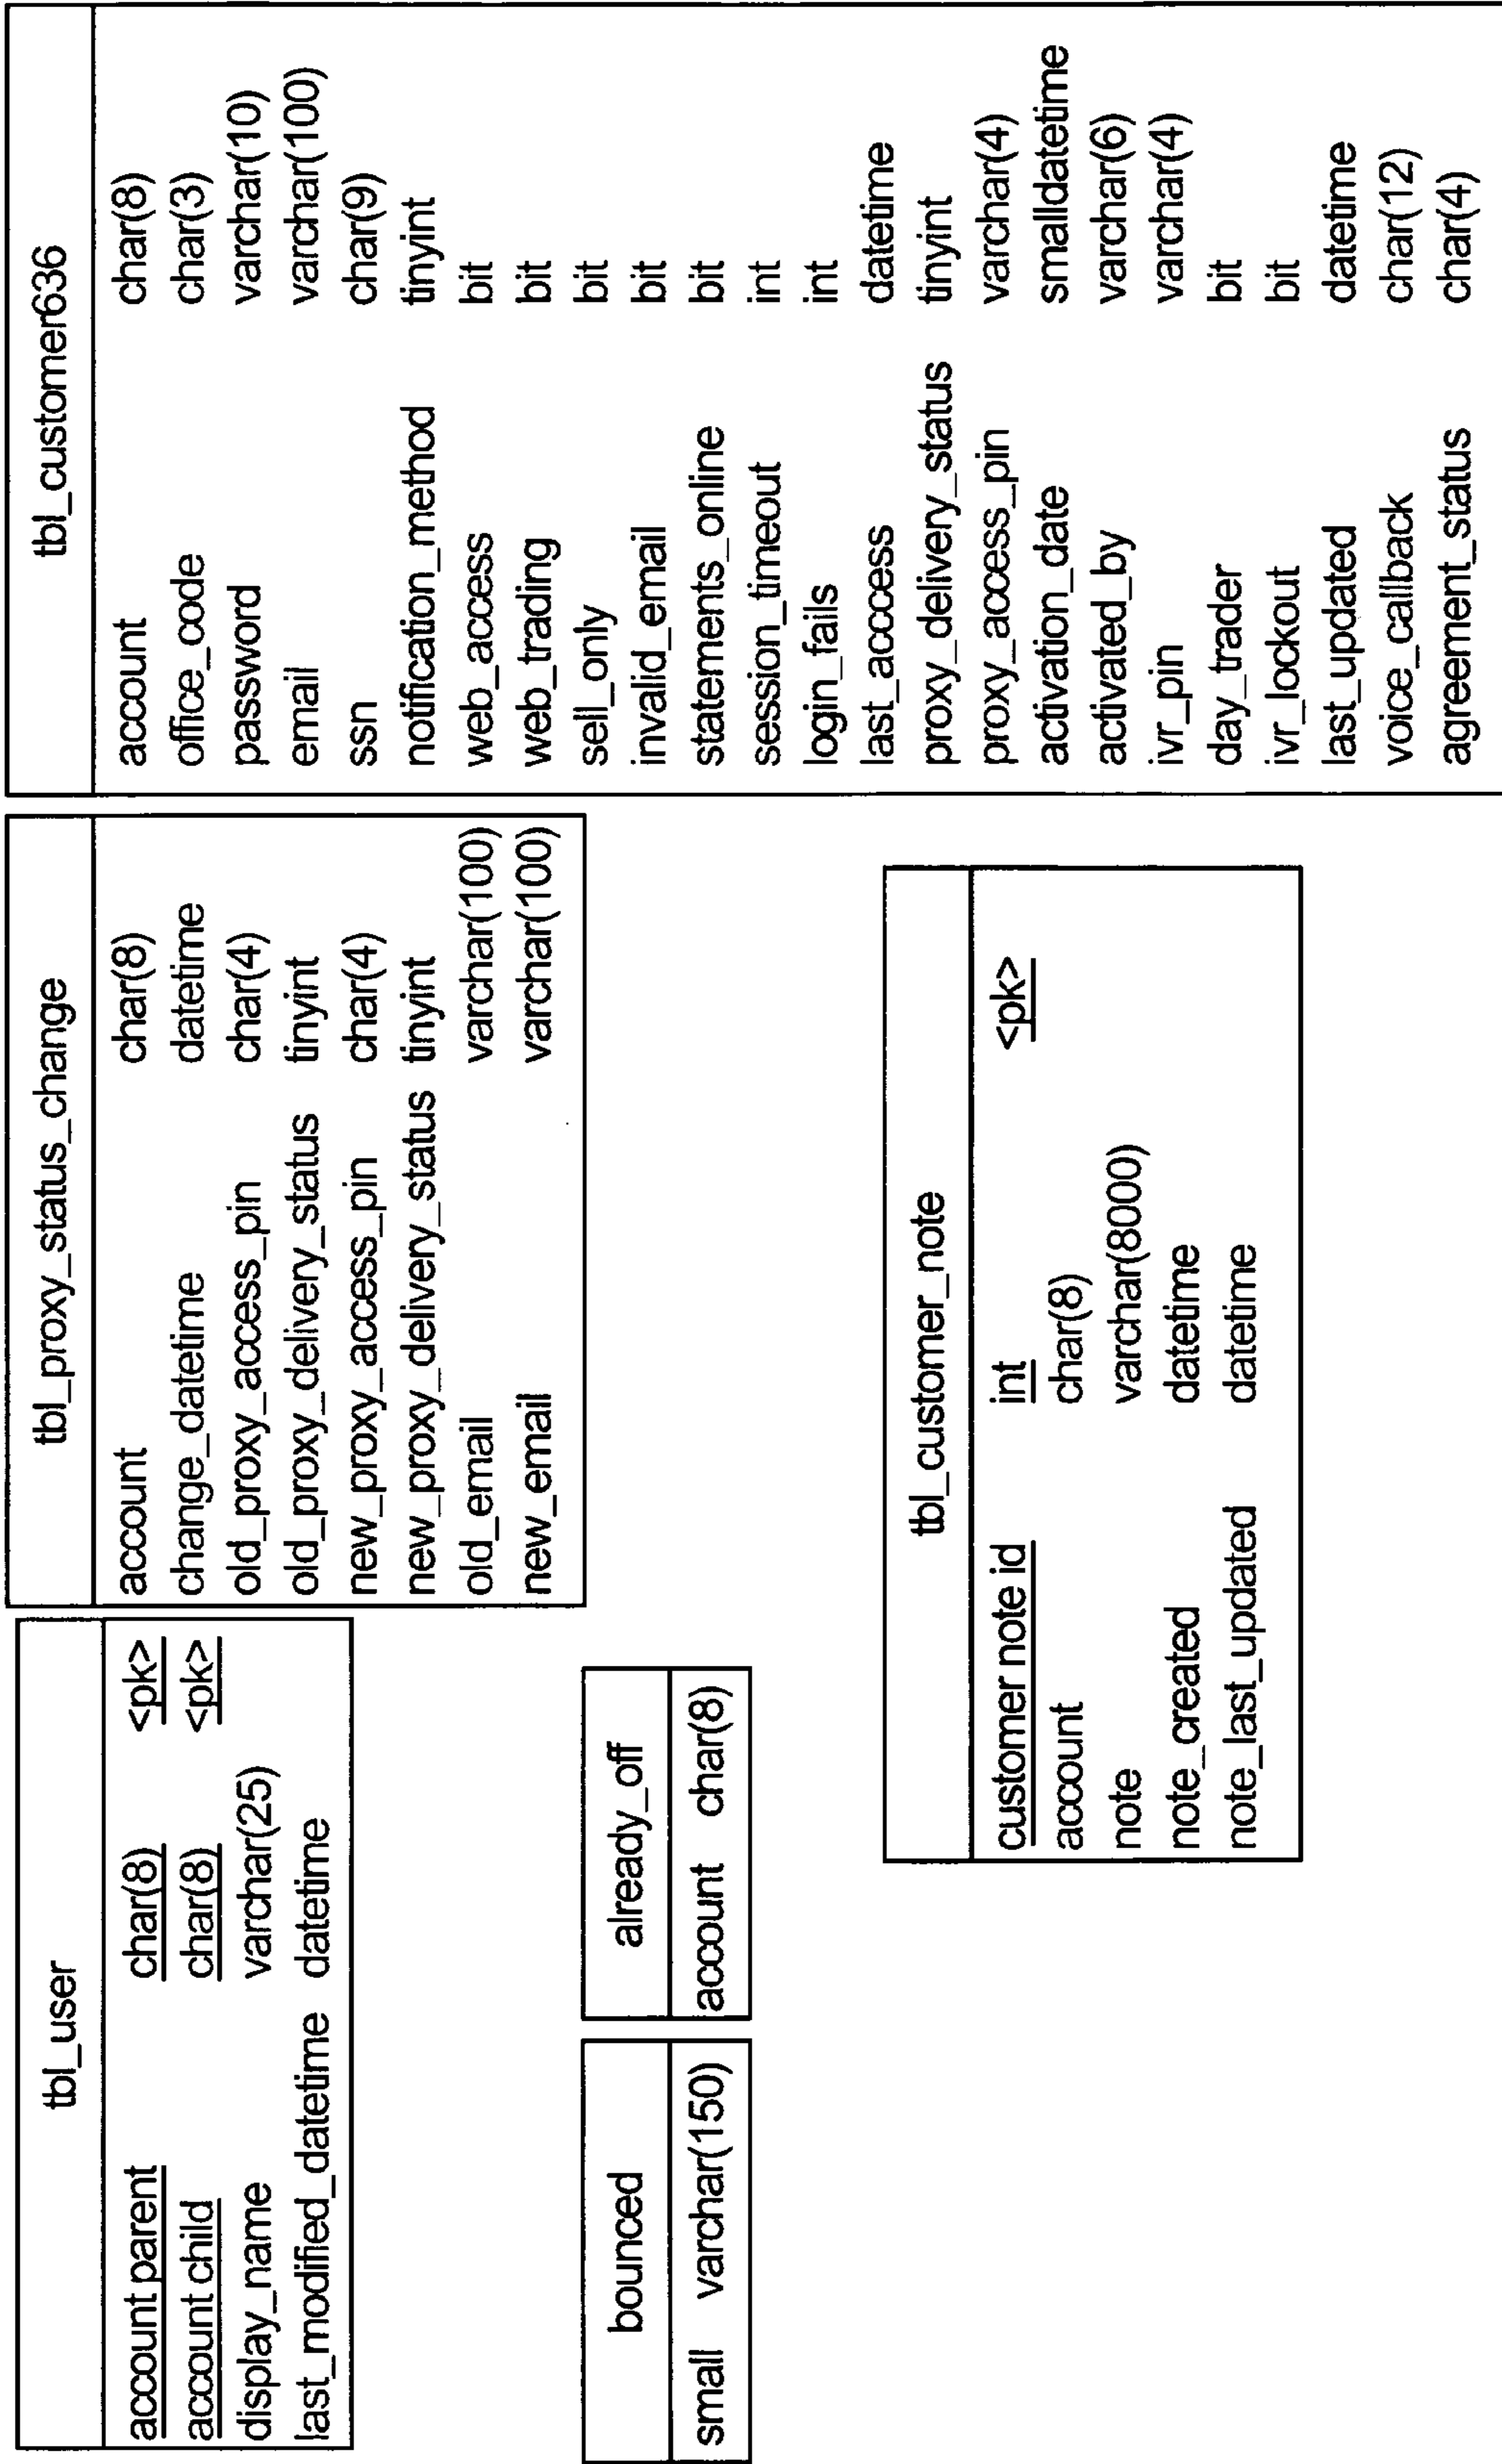 tbl_user
account parent char(8) <pk>
account child char(8) <pk>
display_name varchar(25)
last_modified_datetime datetime
tbl_proxy_status_change
account char(8)
change_datetime datetime
old_proxy_access_pin char(4)
old_proxy_delivery_status tinyint
new_proxy_access_pin char(4)
new_proxy_delivery_status tinyint
old_email varchar(100)
new_email varchar(100)
tbl_customer636
account char(8)
office_code char(3)
password varchar(10)
email varchar(100)
ssn char(9)
notification_method tinyint
web_access bit
web_trading bit
sell_only bit
invalid_email bit
statements_online bit
session_timeout int
login_fails int
last_access datetime
proxy_delivery_status tinyint
proxy_access_pin varchar(4)
activation_date smalldatetime
activated_by varchar(6)
ivr_pin varchar(4)
day_trader bit
ivr_lockout bit
last_updated datetime
voice_callback char(12)
agreement_status char(4)
bounced
small varchar(150)
already_off
account char(8)
tbl_customer_note
customer note id int <pk>
account char(8)
note varchar(8000)
note_created datetime
note_last_updated datetime